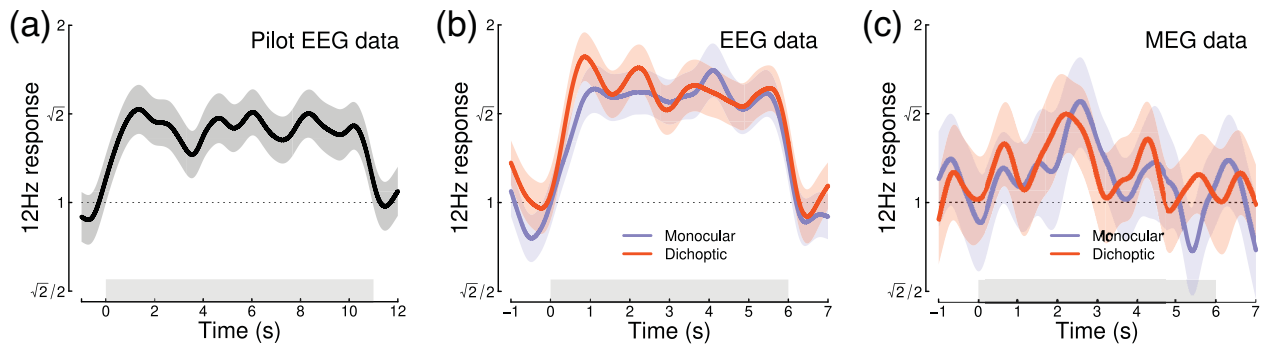 (a)
Pilot EEG data
12Hz response
2
√2
1
√2/2
0 2 4 6 8 10 12
Time (s)
(b)
EEG data
12Hz response
2
√2
1
√2/2
Monocular
Dichoptic
−1 0 1 2 3 4 5 6 7
Time (s)
(c)
MEG data
12Hz response
2
√2
1
√2/2
Monocular
Dichoptic
−1 0 1 2 3 4 5 6 7
Time (s)